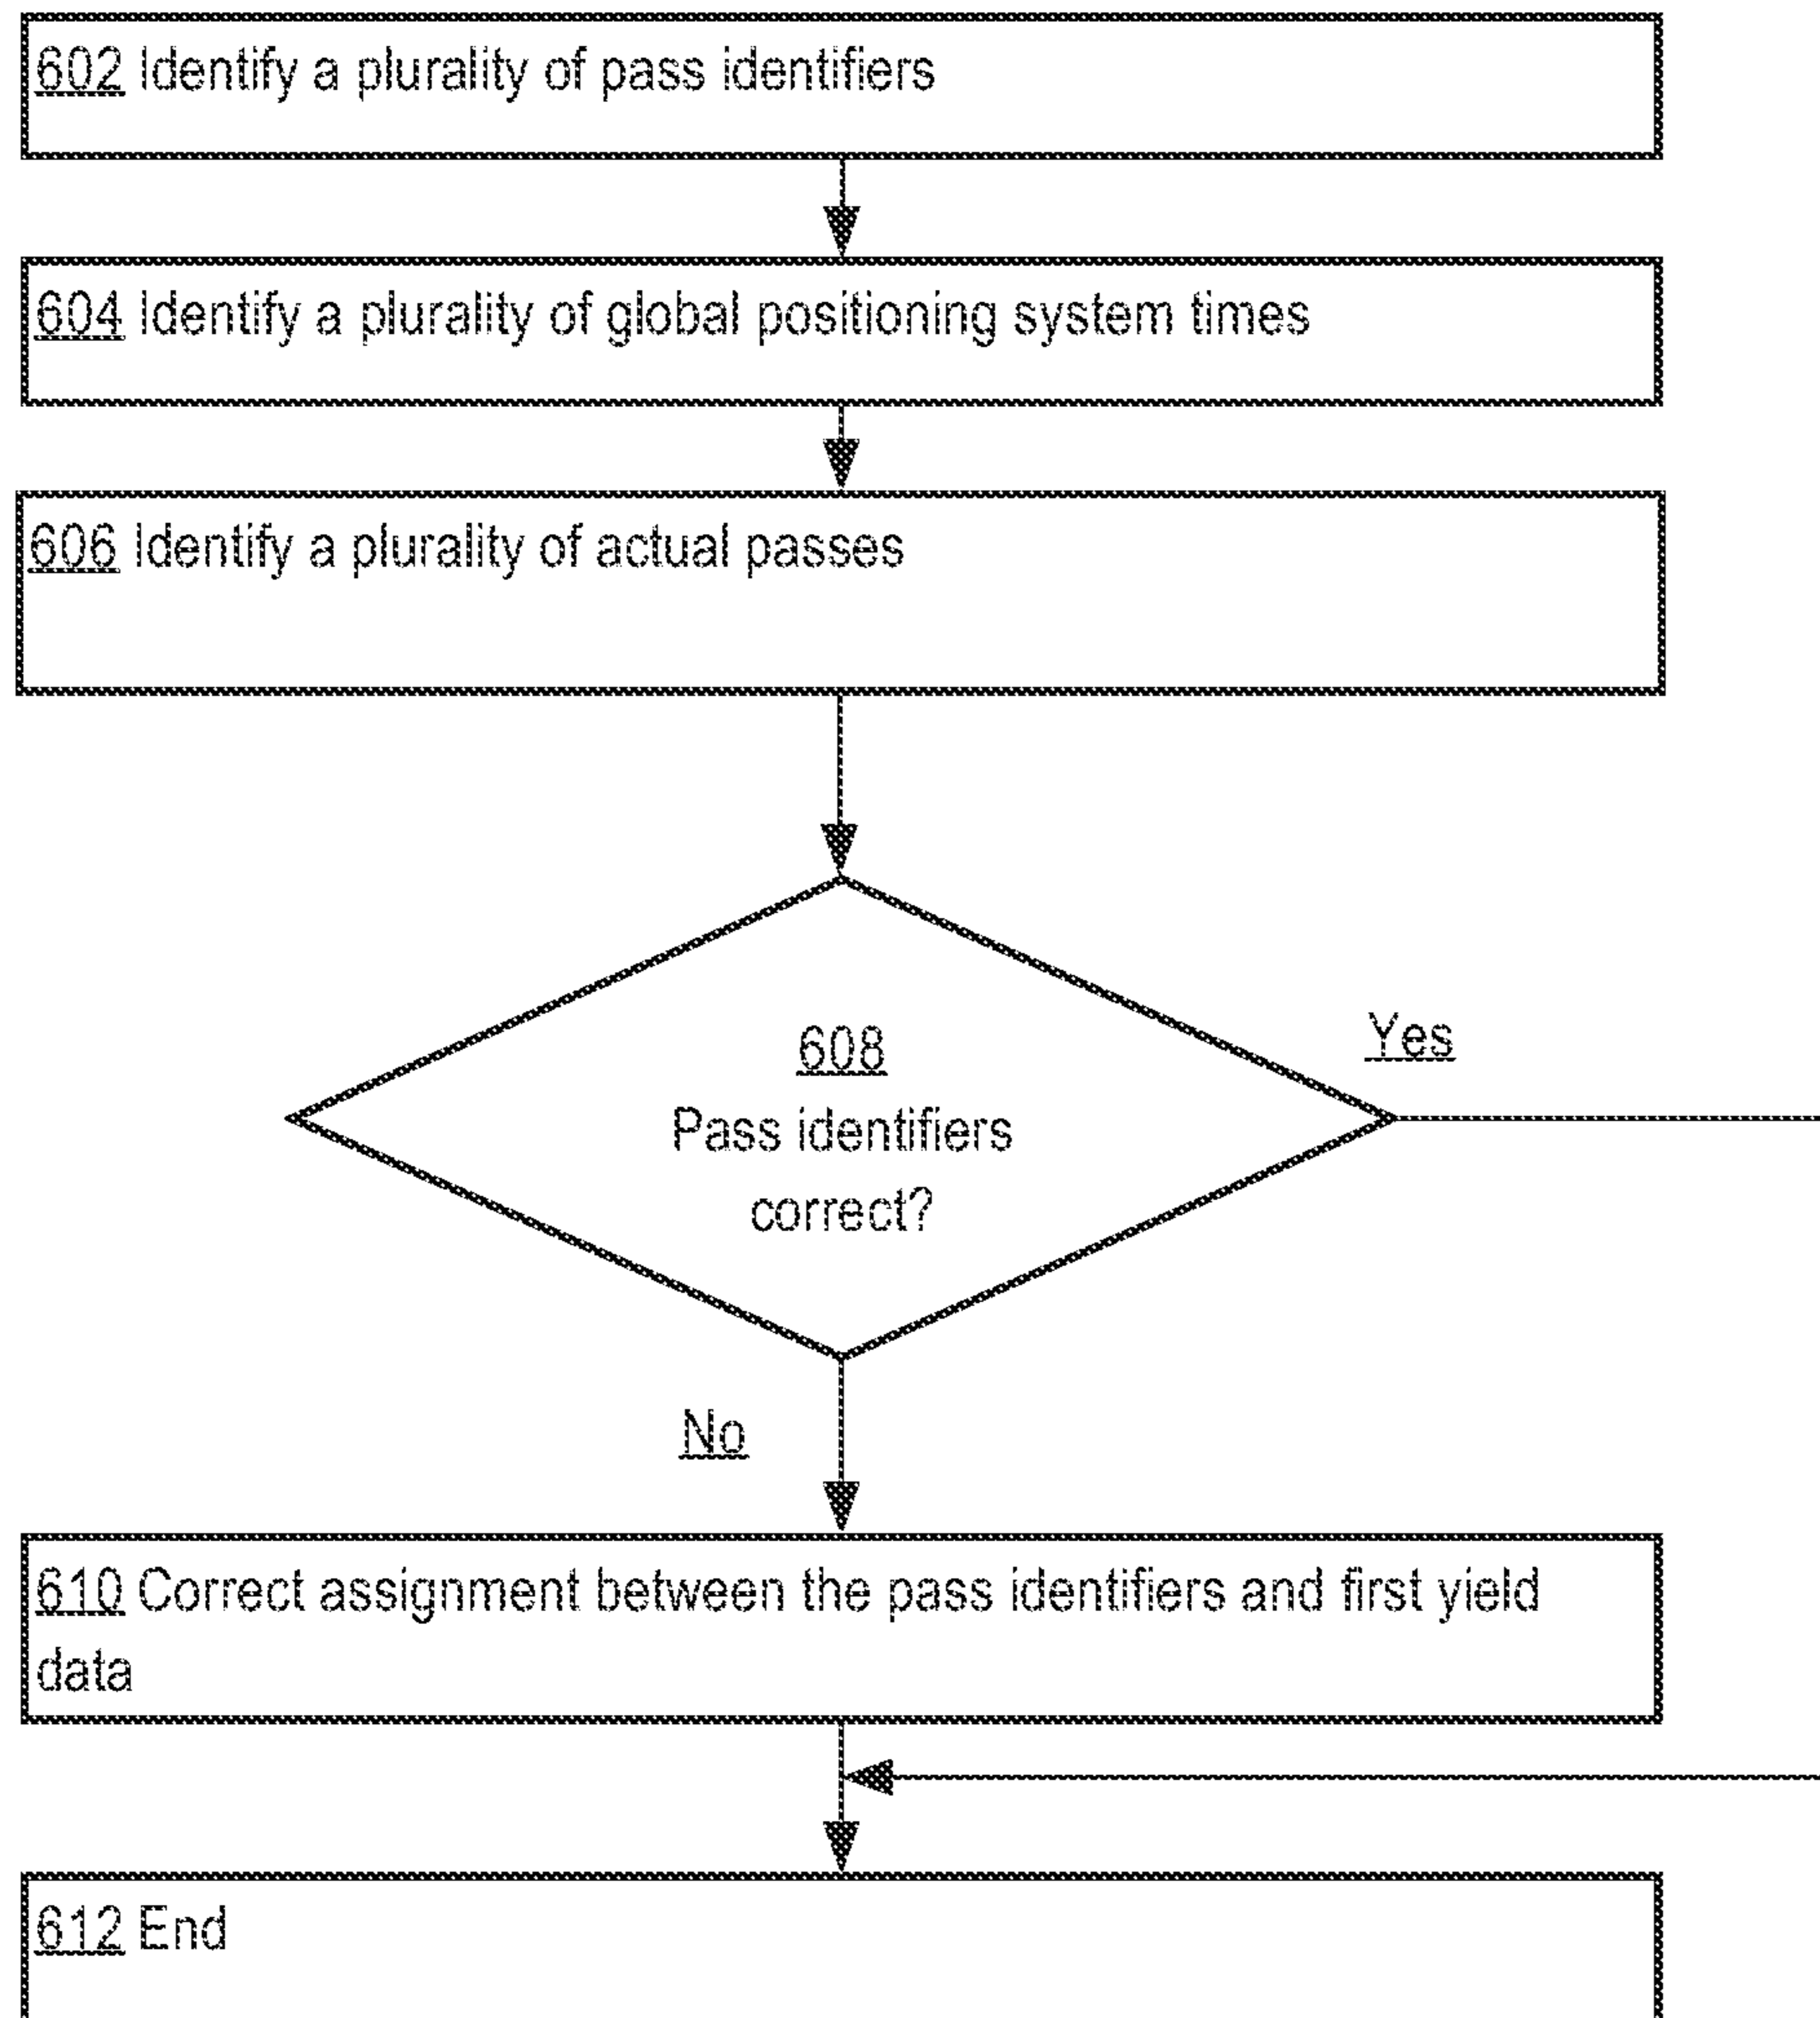 602 Identify a plurality of pass identifiers
604 Identify a plurality of global positioning system times
606 Identify a plurality of actual passes
608
Pass identifiers
correct?
Yes
No
610 Correct assignment between the pass identifiers and first yield
data
612 End